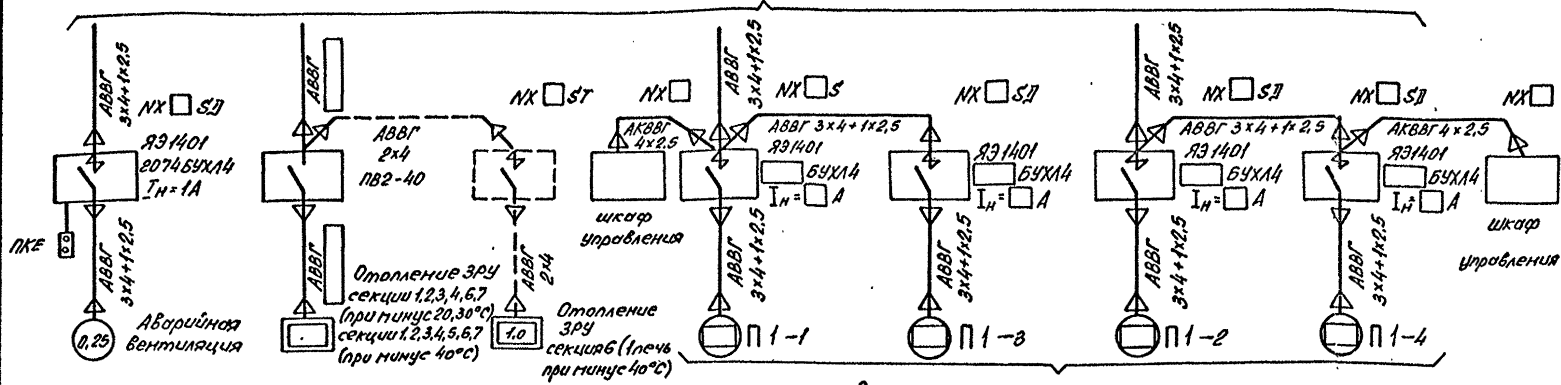 АВВГ
3х4+1х2,5
NX SД
ЯЭ1401
2074БУХЛ4
Iн=1А
ПКЕ
АВВГ
3х4+1х2,5
0,25
Аварийная
вентиляция
АВВГ
АВВГ
2х4
ПВ2-40
АВВГ
Отопление ЗРУ
секции 1,2,3,4,6,7
(при минус 20,30°С)
секции 1,2,3,4,5,6,7
(при минус 40°С)
NX SТ
АВВГ
2х4
1,0
Отопление
ЗРУ
секция 6 (1 печь
при минус 40°С)
NX
АКВВГ
4х2,5
шкаф
управления
АВВГ
3х4+1х2,5
NX S
АВВГ 3х4+1х2,5
ЯЭ1401
БУХЛ4
Iн= А
АВВГ
3х4+1х2,5
П1-1
NX SД
ЯЭ1401
БУХЛ4
Iн= А
АВВГ
3х4+1х2,5
П1-3
АВВГ
3х4+1х2,5
NX SД
АВВГ 3х4+1х2,5
ЯЭ1401
БУХЛ4
Iн= А
АВВГ
3х4+1х2,5
П1-2
NX SД
АКВВГ 4х2,5
ЯЭ1401
БУХЛ4
Iн= А
АВВГ
3х4+1х2,5
П1-4
NX
шкаф
управления